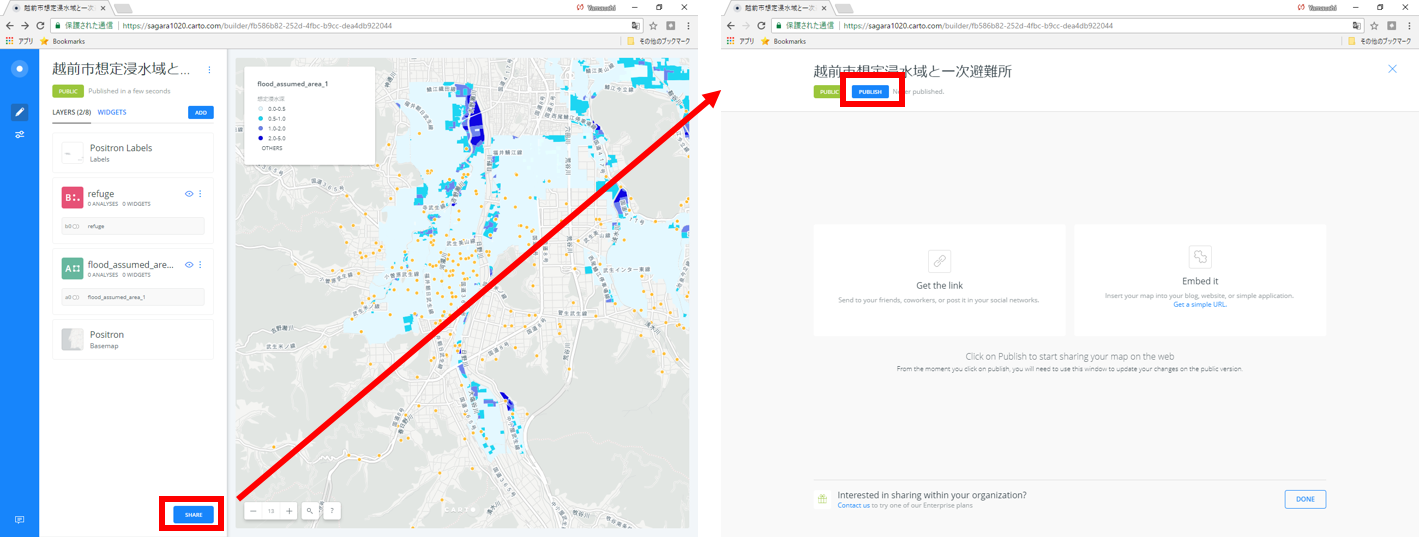 越前市想定浸水域と一次
Yamauchi
保護された通信
https://sagara1020.carto.com/builder/fb586b82-252d-4fbc-b9cc-dea4db922044
アプリ
Bookmarks
その他のブックマーク
越前市想定浸水域と...
PUBLIC
Published in a few seconds
LAYERS (2/8)
WIDGETS
ADD
Positron Labels
Labels
B
refuge
0 ANALYSES 0 WIDGETS
b0
refuge
A
flood_assumed_are...
0 ANALYSES 0 WIDGETS
a0
flood_assumed_area_1
Positron
Basemap
SHARE
flood_assumed_area_1
想定浸水深
0.0-0.5
0.5-1.0
1.0-2.0
2.0-5.0
OTHERS
13
?
CARTO
越前市想定浸水域と一次
Yamauchi
保護された通信
https://sagara1020.carto.com/builder/fb586b82-252d-4fbc-b9cc-dea4db922044
アプリ
Bookmarks
その他のブックマーク
越前市想定浸水域と一次避難所
PUBLIC
PUBLISH
Never published.
Get the link
Send to your friends, coworkers, or post it in your social networks.
Embed it
Insert your map into your blog, website, or simple application.
Get a simple URL.
Click on Publish to start sharing your map on the web
From the moment you click on publish, you will need to use this window to update your changes on the public version.
Interested in sharing within your organization?
Contact us to try one of our Enterprise plans
DONE